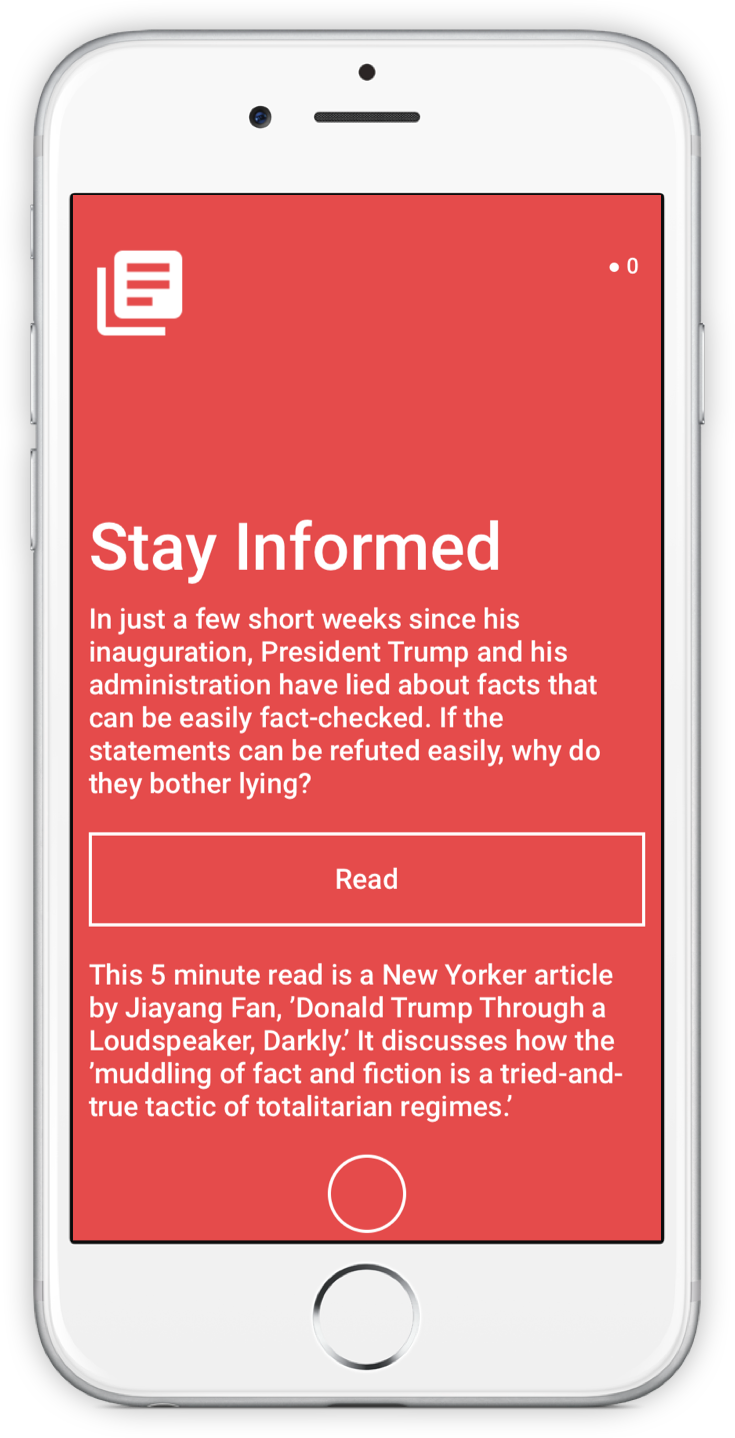 • 0
Stay Informed
In just a few short weeks since his
inauguration, President Trump and his
administration have lied about facts that
can be easily fact-checked. If the
statements can be refuted easily, why do
they bother lying?
Read
This 5 minute read is a New Yorker article
by Jiayang Fan, ’Donald Trump Through a
Loudspeaker, Darkly.’ It discusses how the
’muddling of fact and fiction is a tried-and-
true tactic of totalitarian regimes.’